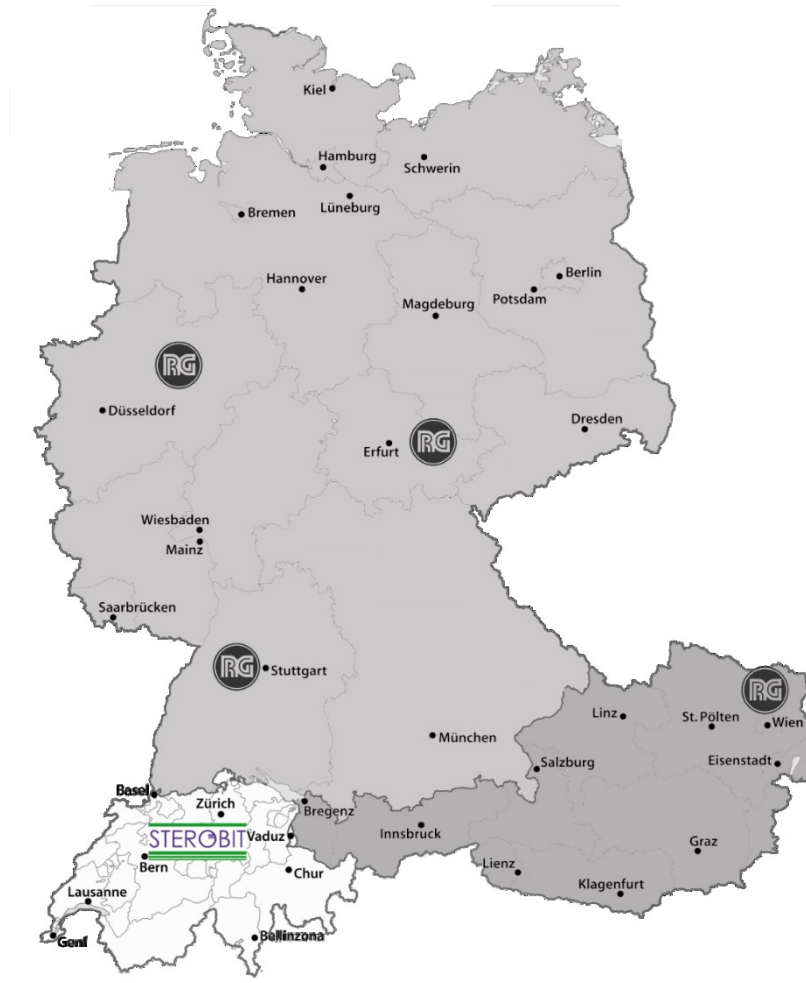 Kiel
Hamburg
Schwerin
Lüneburg
Bremen
Berlin
Hannover
Potsdam
Magdeburg
RG
Düsseldorf
Dresden
RG
Erfurt
Wiesbaden
Mainz
Saarbrücken
RG
Stuttgart
RG
Linz
St. Pölten
Wien
München
Salzburg
Eisenstadt
Basel
Zürich
Bregenz
STEROBIT
Vaduz
Innsbruck
Graz
Bern
Chur
Lienz
Klagenfurt
Lausanne
Genf
Bellinzona